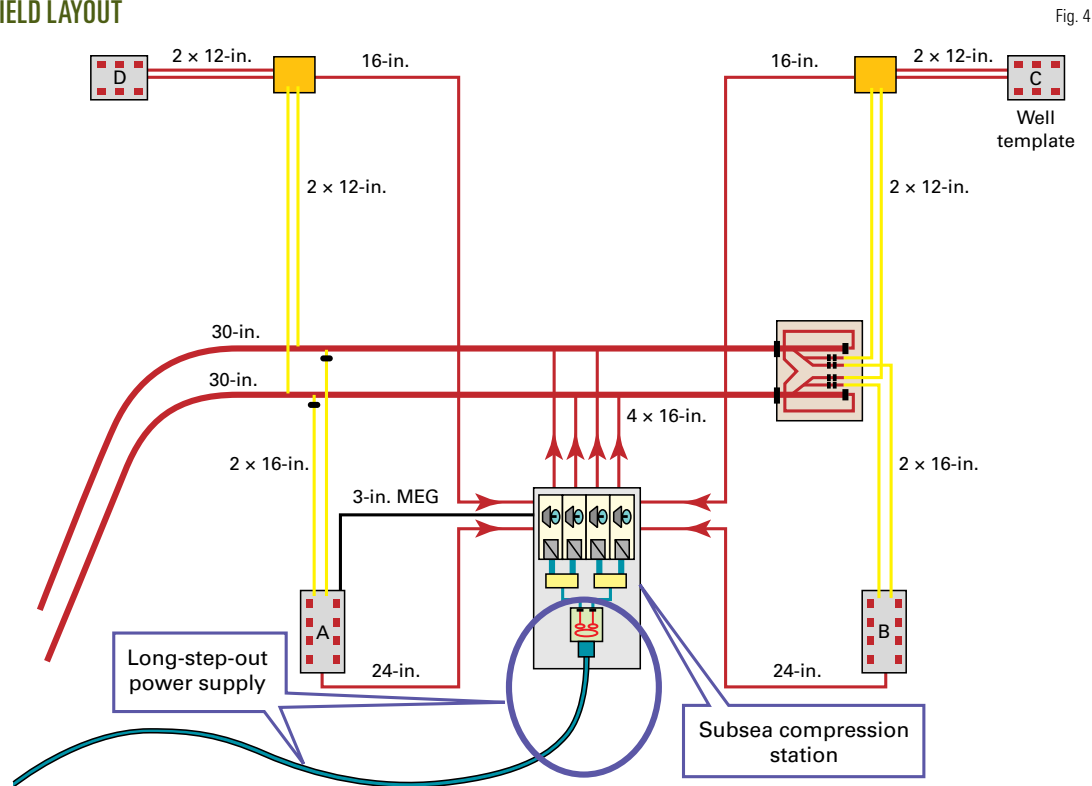 IELD LAYOUT
Fig. 4
D
2 × 12-in.
16-in.
16-in.
2 × 12-in.
C
Well
template
2 × 12-in.
2 × 12-in.
30-in.
30-in.
4 × 16-in.
2 × 16-in.
2 × 16-in.
3-in. MEG
A
B
Long-step-out
power supply
24-in.
24-in.
Subsea compression
station